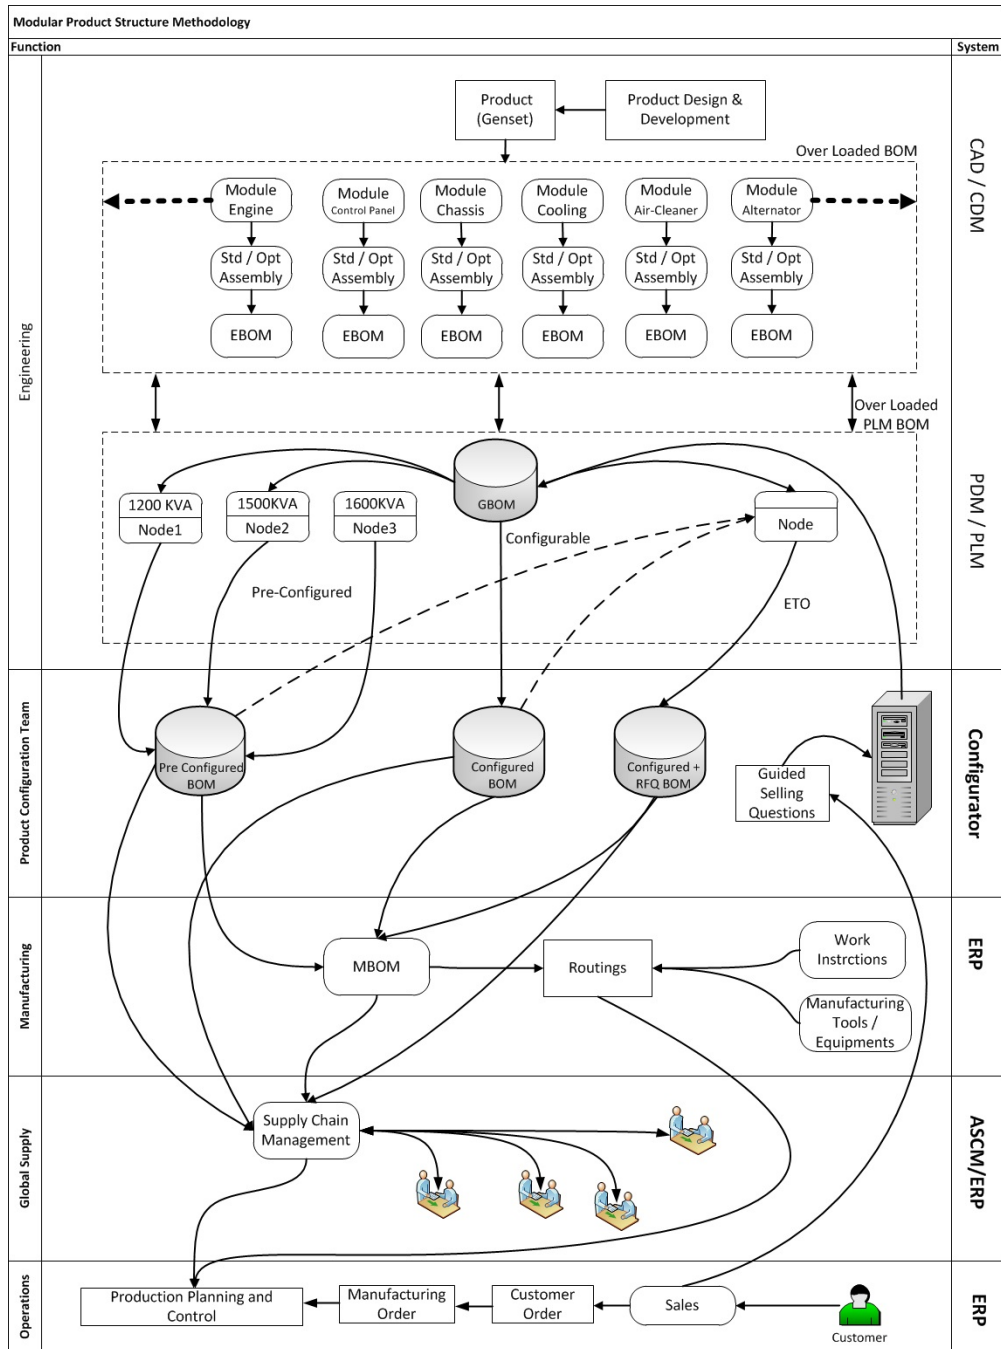 Modular Product Structure Methodology
Function
System
Engineering
CAD / CDM
Product
(Genset)
Product Design &
Development
Over Loaded BOM
Module
Engine
Module
Control Panel
Module
Chassis
Module
Cooling
Module
Air-Cleaner
Module
Alternator
Std / Opt
Assembly
Std / Opt
Assembly
Std / Opt
Assembly
Std / Opt
Assembly
Std / Opt
Assembly
Std / Opt
Assembly
EBOM
EBOM
EBOM
EBOM
EBOM
EBOM
Over Loaded
PLM BOM
PDM / PLM
GBOM
1200 KVA
Node1
1500KVA
Node2
1600KVA
Node3
Node
Configurable
Pre-Configured
ETO
Product Configuration Team
Configurator
Pre Configured
BOM
Configured
BOM
Configured +
RFQ BOM
Guided
Selling
Questions
Manufacturing
ERP
MBOM
Routings
Work
Instrctions
Manufacturing
Tools /
Equipments
Global Supply
ASCM/ERP
Supply Chain
Management
Operations
ERP
Production Planning and
Control
Manufacturing
Order
Customer
Order
Sales
Customer